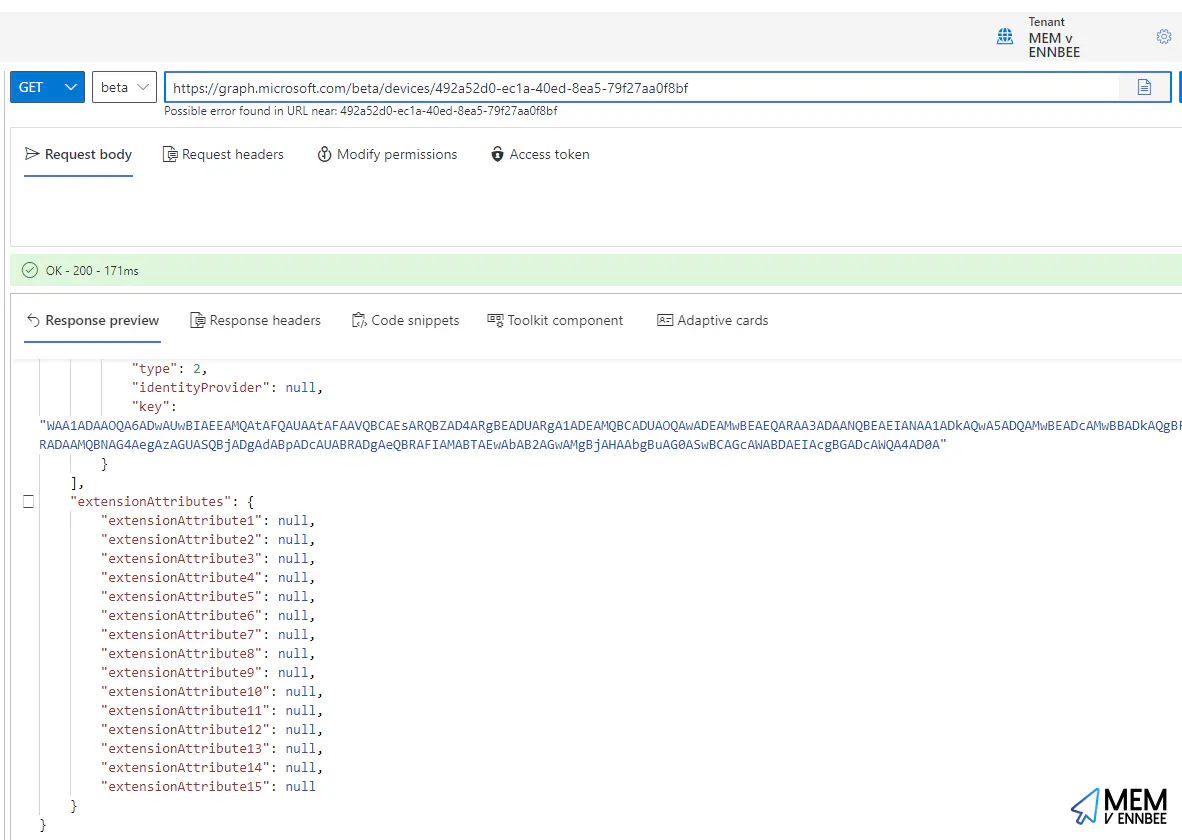 Tenant
MEM v
ENNBEE
GET beta https://graph.microsoft.com/beta/devices/492a52d0-ec1a-40ed-8ea5-79f27aa0f8bf
Possible error found in URL near: 492a52d0-ec1a-40ed-8ea5-79f27aa0f8bf
Request body Request headers Modify permissions Access token
OK - 200 - 171ms
Response preview Response headers Code snippets Toolkit component Adaptive cards
"type": 2,
"identityProvider": null,
"key":
"WAA1ADAAOQA6ADwAUwBIAEEAMQAtAFQAUAAtAFAAVQBCAEsARQBZAD4ARgBEADUARgA1ADEAMQBCADUAOQAwADEAMwBEAEQARAA3ADAANQBEAEIANAA1ADkAQwA5ADQAMwBEADcAMwBBADkAQgBF
RADAAMQBNAG4AegAzAGUASQBjADgAdABpADcAUABRADgAeQBRAFIAMABTAEwAbAB2AGwAMgBjAHAAbgBuAG0ASwBCAGcAWABDAEIAcgBGADcAWQA4AD0A"
}
],
"extensionAttributes": {
"extensionAttribute1": null,
"extensionAttribute2": null,
"extensionAttribute3": null,
"extensionAttribute4": null,
"extensionAttribute5": null,
"extensionAttribute6": null,
"extensionAttribute7": null,
"extensionAttribute8": null,
"extensionAttribute9": null,
"extensionAttribute10": null,
"extensionAttribute11": null,
"extensionAttribute12": null,
"extensionAttribute13": null,
"extensionAttribute14": null,
"extensionAttribute15": null
}
}
MEM
V ENNBEE